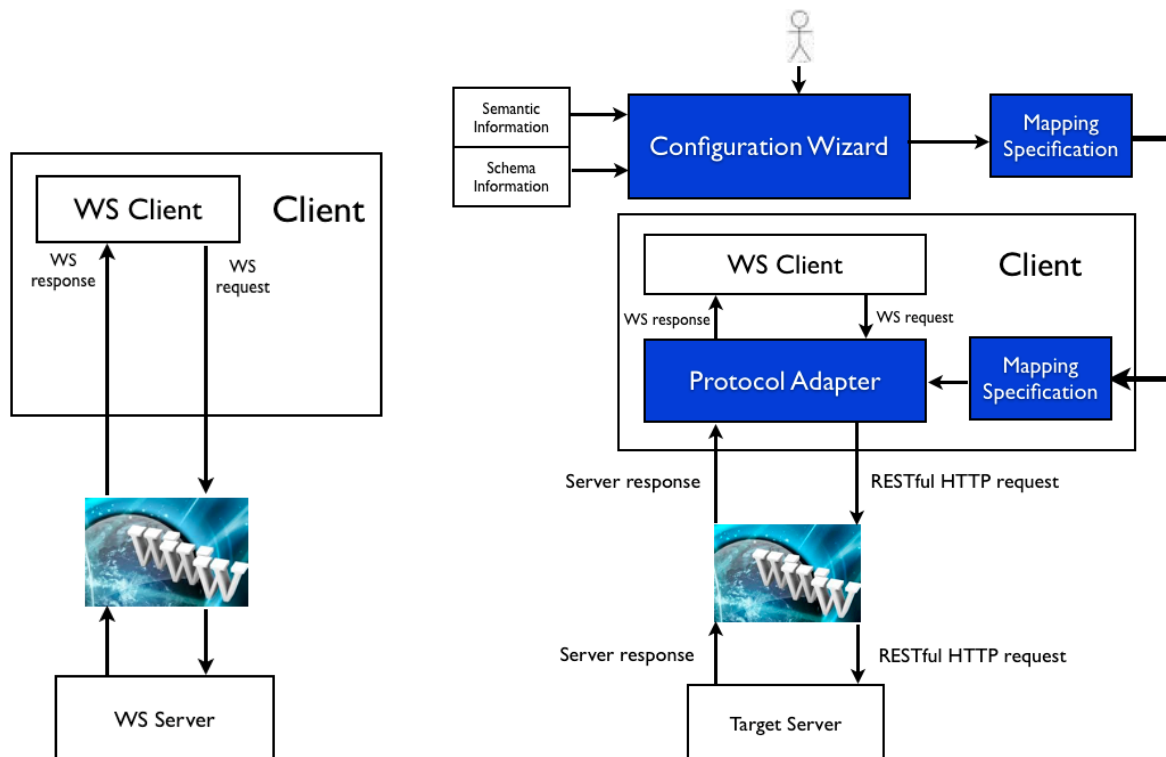 Client
WS Client
WS
response
WS
request
WWW
WS Server
Semantic
Information
Schema
Information
Configuration Wizard
Mapping
Specification
Client
WS Client
WS response
WS request
Protocol Adapter
Mapping
Specification
Server response
RESTful HTTP request
WWW
Server response
RESTful HTTP request
Target Server